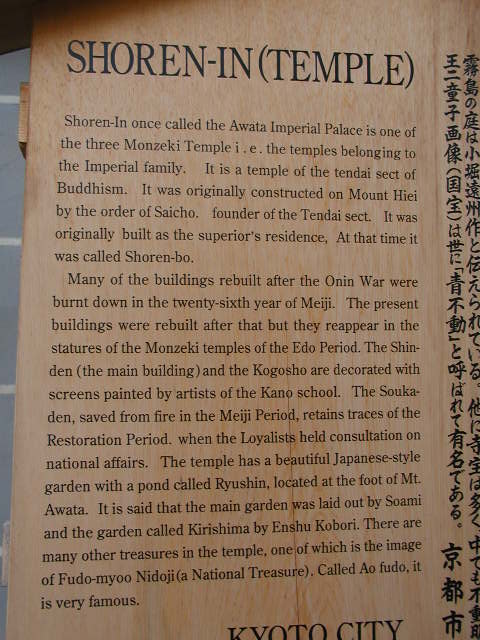 SHOREN-IN (TEMPLE)
Shoren-In once called the Awata Imperial Palace is one of
the three Monzeki Temple i . e . the temples belonging to
the Imperial family. It is a temple of the tendai sect of
Buddhism. It was originally constructed on Mount Hiei
by the order of Saicho. founder of the Tendai sect. It was
originally built as the superior's residence, At that time it
was called Shoren-bo.
Many of the buildings rebuilt after the Onin War were
burnt down in the twenty-sixth year of Meiji. The present
buildings were rebuilt after that but they reappear in the
statures of the Monzeki temples of the Edo Period. The Shin-
den (the main building) and the Kogosho are decorated with
screens painted by artists of the Kano school. The Souka-
den, saved from fire in the Meiji Period, retains traces of the
Restoration Period. when the Loyalists held consultation on
national affairs. The temple has a beautiful Japanese-style
garden with a pond called Ryushin, located at the foot of Mt.
Awata. It is said that the main garden was laid out by Soami
and the garden called Kirishima by Enshu Kobori. There are
many other treasures in the temple, one of which is the image
of Fudo-myoo Nidoji (a National Treasure). Called Ao fudo, it
is very famous.
KYOTO CITY
霧島の庭は小堀遠州作と伝えられている。他に寺宝は多く、中でも不動明
王二童子画像(国宝)は世に「青不動」と呼ばれて有名である。
京都市